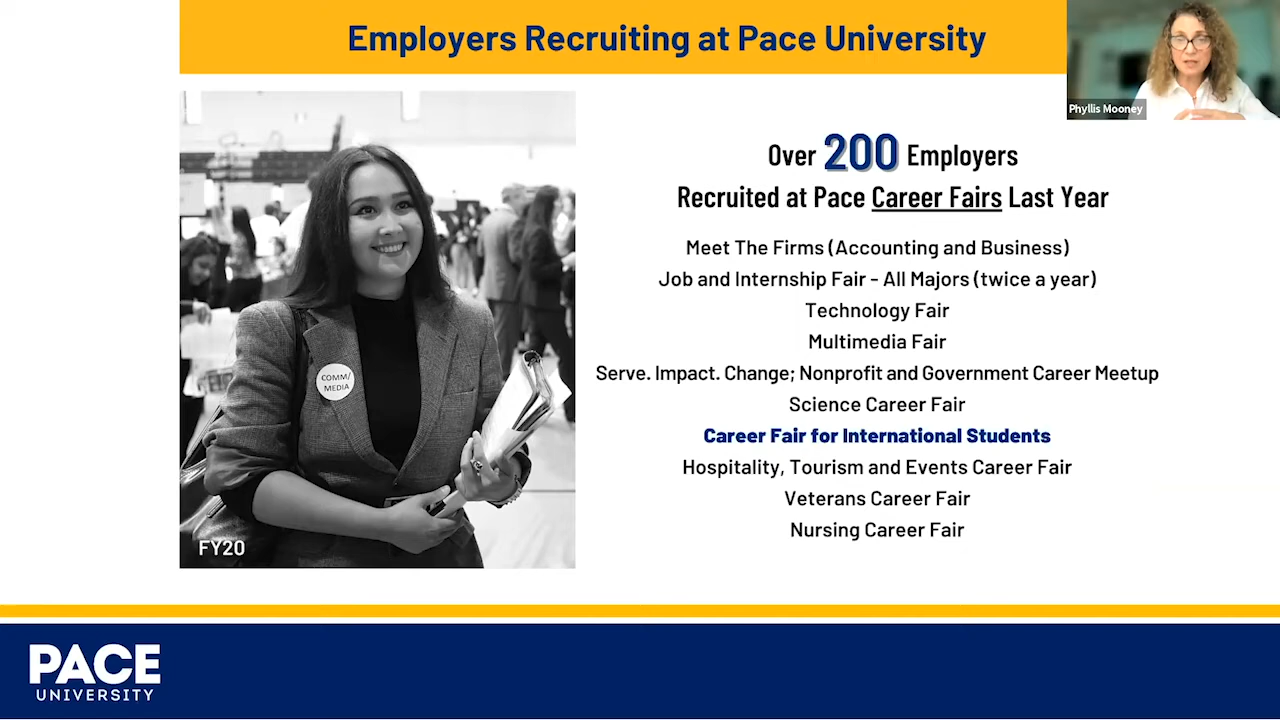 Employers Recruiting at Pace University
Phyllis Mooney
Over 200 Employers
Recruited at Pace Career Fairs Last Year
Meet The Firms (Accounting and Business)
Job and Internship Fair - All Majors (twice a year)
Technology Fair
Multimedia Fair
Serve. Impact. Change; Nonprofit and Government Career Meetup
Science Career Fair
Career Fair for International Students
Hospitality, Tourism and Events Career Fair
Veterans Career Fair
Nursing Career Fair
COMM/
MEDIA
FY20
PACE
UNIVERSITY